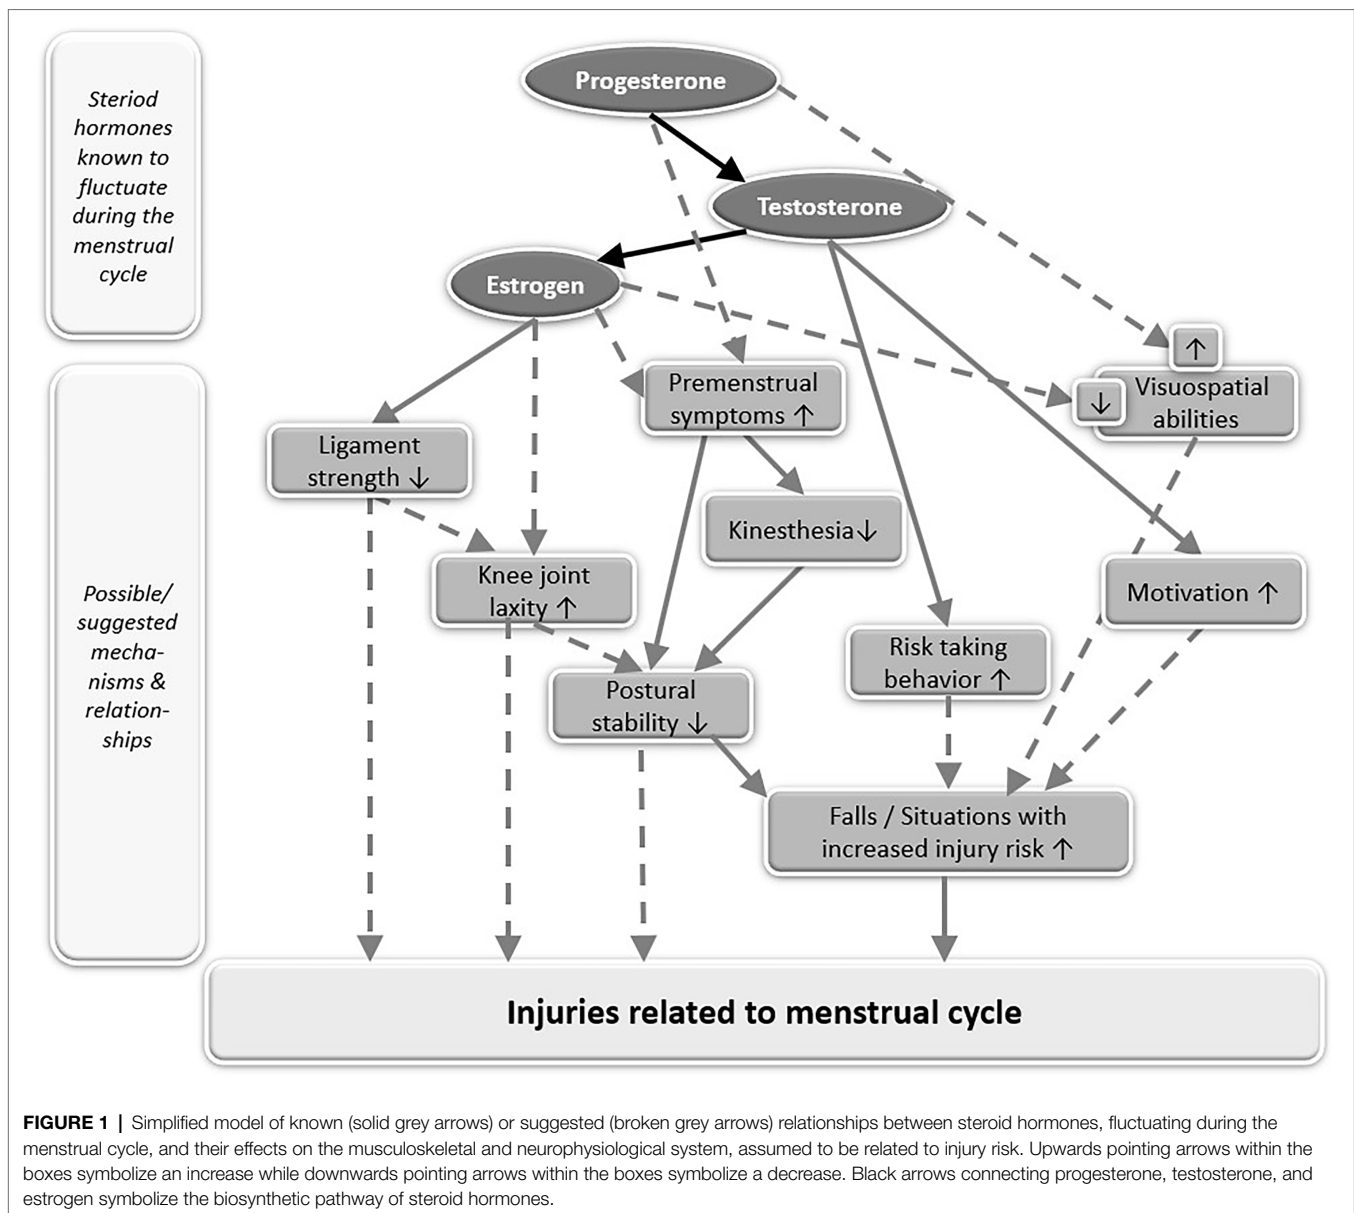 Steriod
hormones
known to
fluctuate
during the
menstrual
cycle
Progesterone
Testosterone
Estrogen
Possible/
suggested
mecha-
nisms &
relation-
ships
Premenstrual
symptoms ↑
↑
↓
Visuospatial
abilities
Ligament
strength ↓
Kinesthesia↓
Knee joint
laxity ↑
Motivation ↑
Risk taking
behavior ↑
Postural
stability ↓
Falls / Situations with
increased injury risk ↑
Injuries related to menstrual cycle
FIGURE 1 | Simplified model of known (solid grey arrows) or suggested (broken grey arrows) relationships between steroid hormones, fluctuating during the
menstrual cycle, and their effects on the musculoskeletal and neurophysiological system, assumed to be related to injury risk. Upwards pointing arrows within the
boxes symbolize an increase while downwards pointing arrows within the boxes symbolize a decrease. Black arrows connecting progesterone, testosterone, and
estrogen symbolize the biosynthetic pathway of steroid hormones.